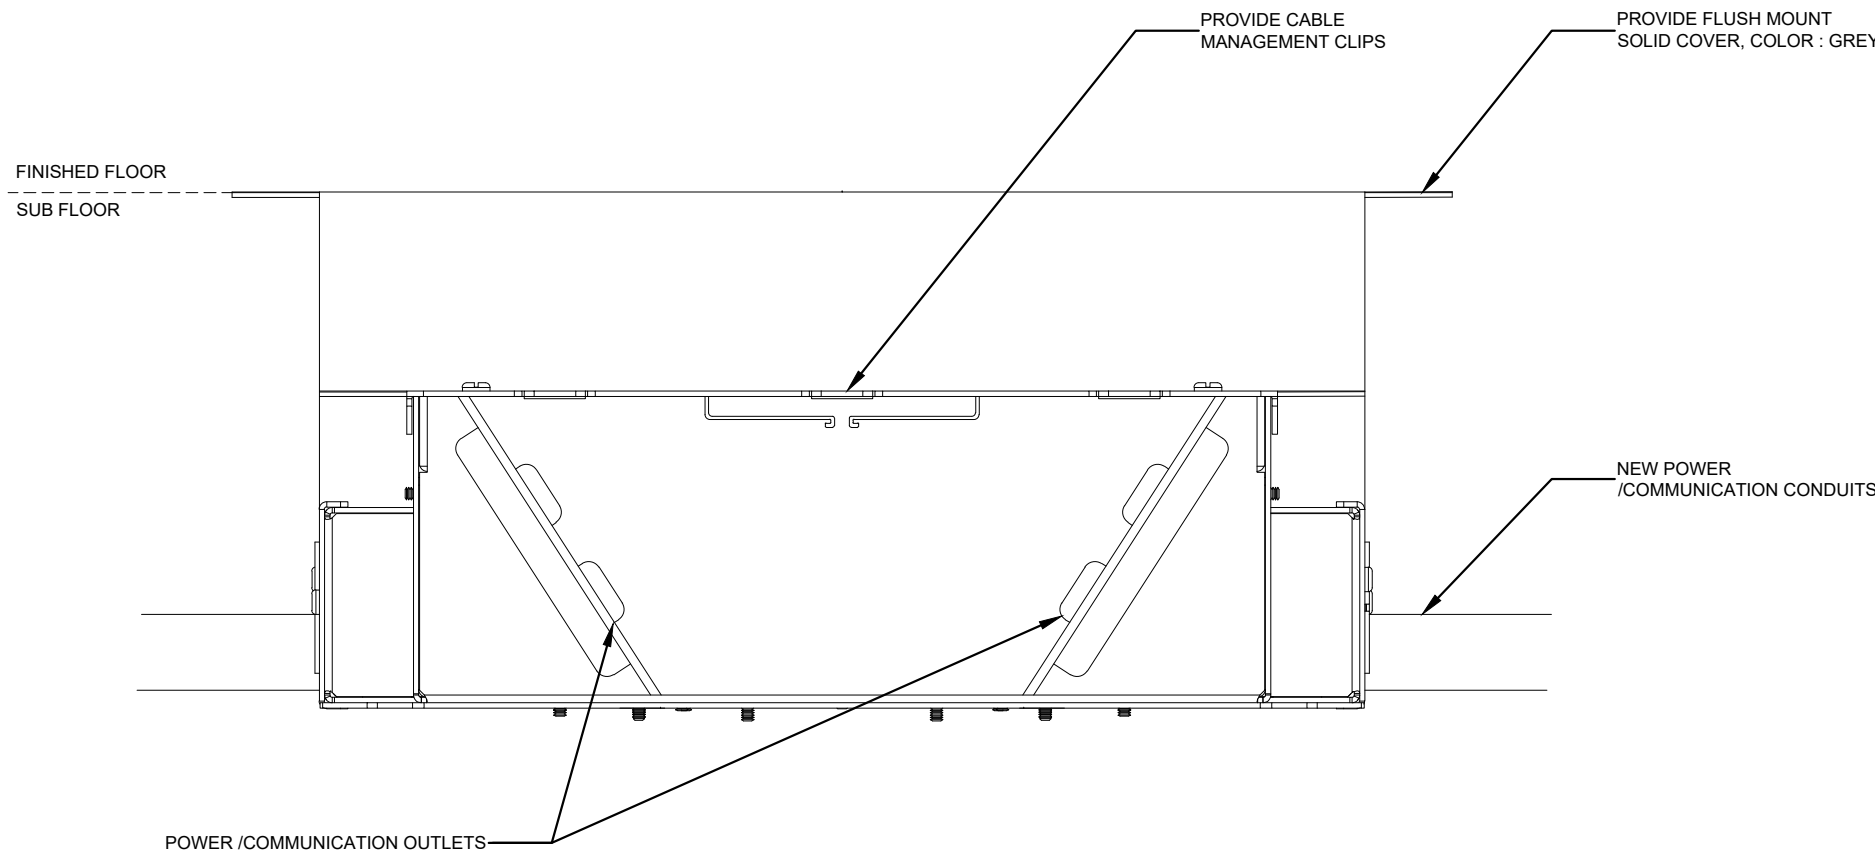 PROVIDE CABLE
MANAGEMENT CLIPS
PROVIDE FLUSH MOUNT
SOLID COVER, COLOR : GREY
FINISHED FLOOR
SUB FLOOR
NEW POWER
/COMMUNICATION CONDUITS
POWER /COMMUNICATION OUTLETS